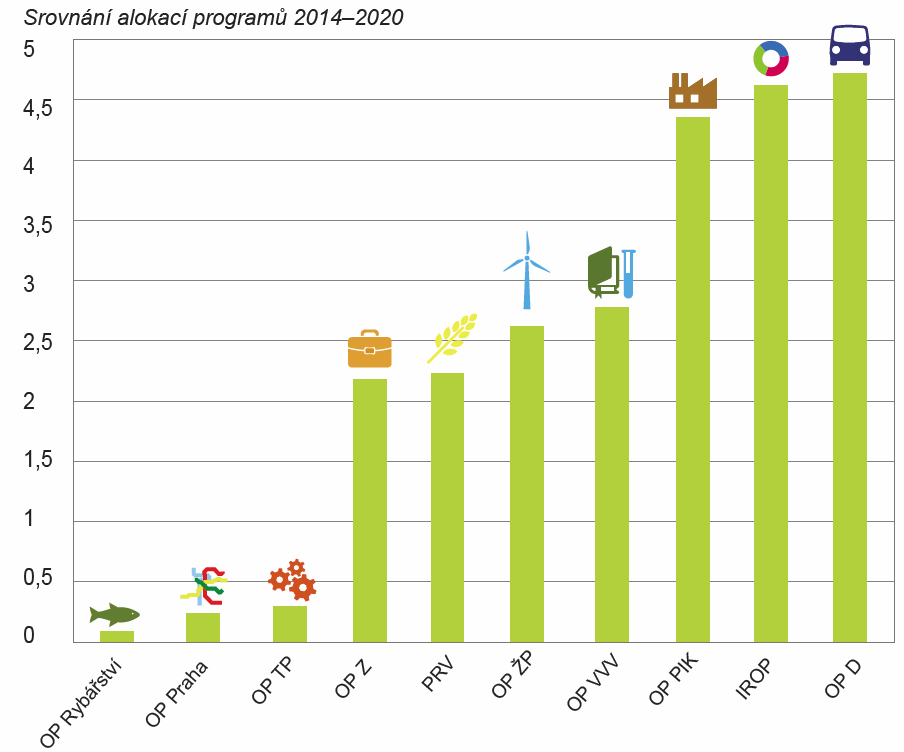 Srovnání alokací programů 2014–2020
5
4,5
4
3,5
3
2,5
2
1,5
1
0,5
0
OP Rybářství
OP Praha
OP TP
OP Z
PRV
OP ŽP
OP VVV
OP PIK
IROP
OP D